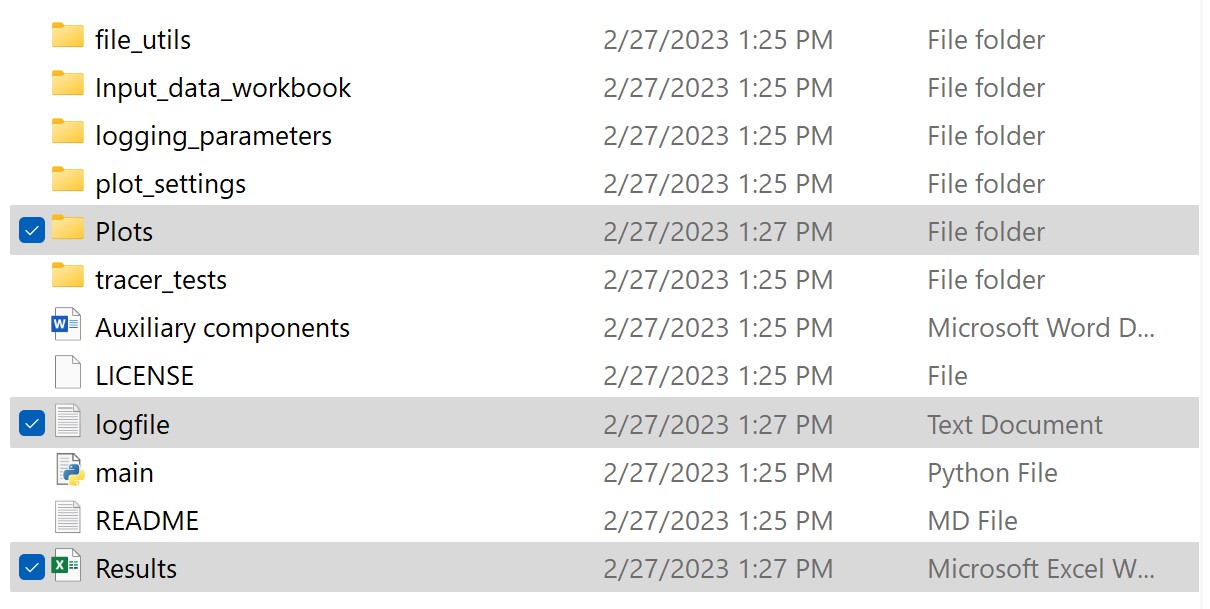 file_utils 2/27/2023 1:25 PM File folder
Input_data_workbook 2/27/2023 1:25 PM File folder
logging_parameters 2/27/2023 1:25 PM File folder
plot_settings 2/27/2023 1:25 PM File folder
Plots 2/27/2023 1:27 PM File folder
tracer_tests 2/27/2023 1:25 PM File folder
Auxiliary components 2/27/2023 1:25 PM Microsoft Word D...
LICENSE 2/27/2023 1:25 PM File
logfile 2/27/2023 1:27 PM Text Document
main 2/27/2023 1:25 PM Python File
README 2/27/2023 1:25 PM MD File
Results 2/27/2023 1:27 PM Microsoft Excel W...